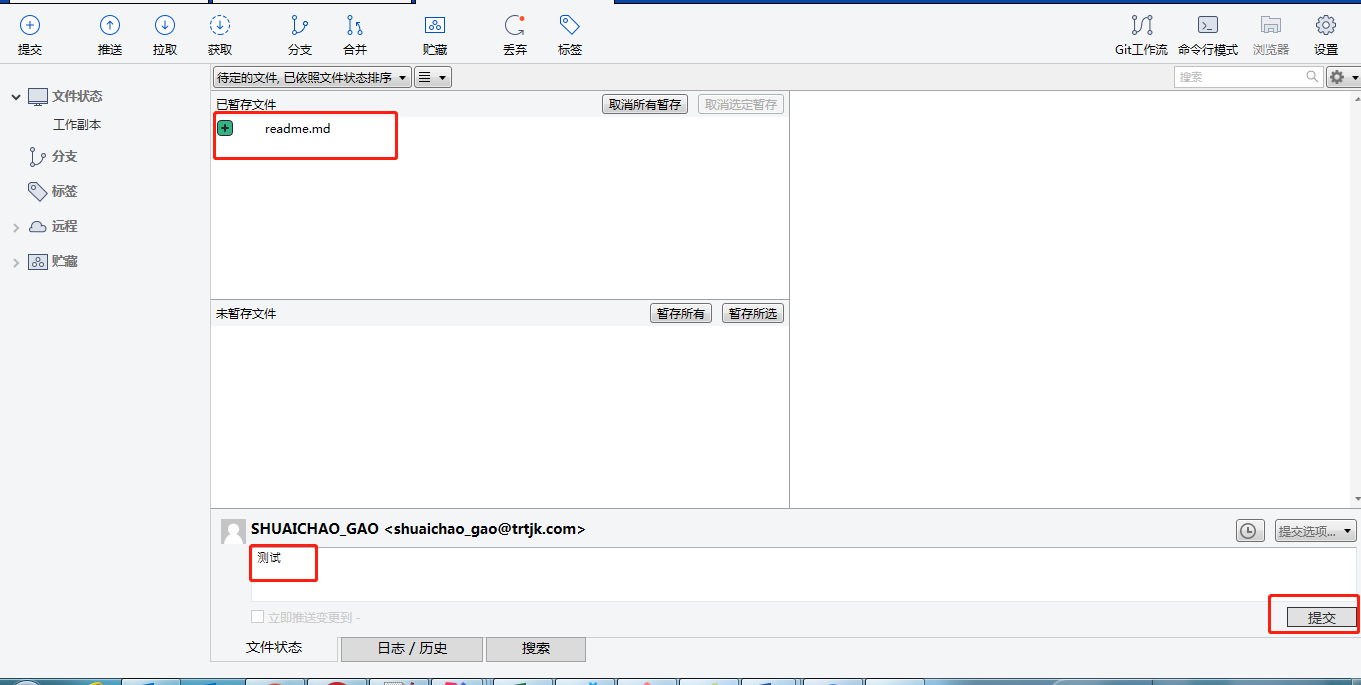 提交 推送 拉取 获取 分支 合并 贮藏 丢弃 标签 Git工作流 命令行模式 浏览器 设置
待定的文件, 已依照文件状态排序 搜索
文件状态
工作副本
分支
标签
远程
贮藏
已暂存文件 取消所有暂存 取消选定暂存
readme.md
未暂存文件 暂存所有 暂存所选
SHUAICHAO_GAO <shuaichao_gao@trtjk.com> 提交选项...
测试
立即推送变更到 - 提交
文件状态 日志 / 历史 搜索